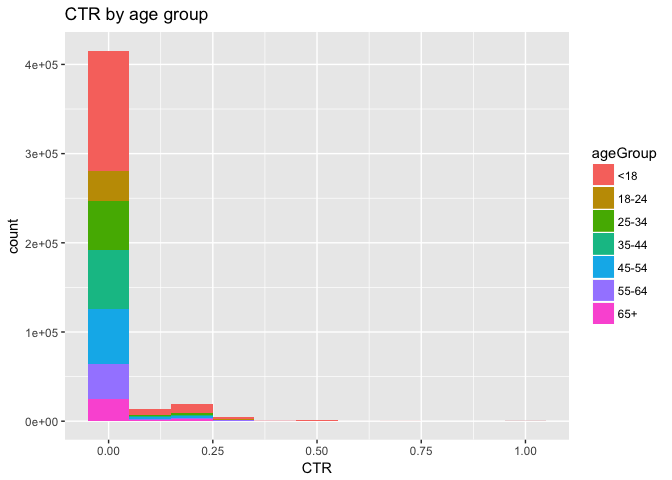 CTR by age group
count
4e+05
3e+05
2e+05
1e+05
0e+00
0.00 0.25 0.50 0.75 1.00
CTR
ageGroup
<18
18-24
25-34
35-44
45-54
55-64
65+